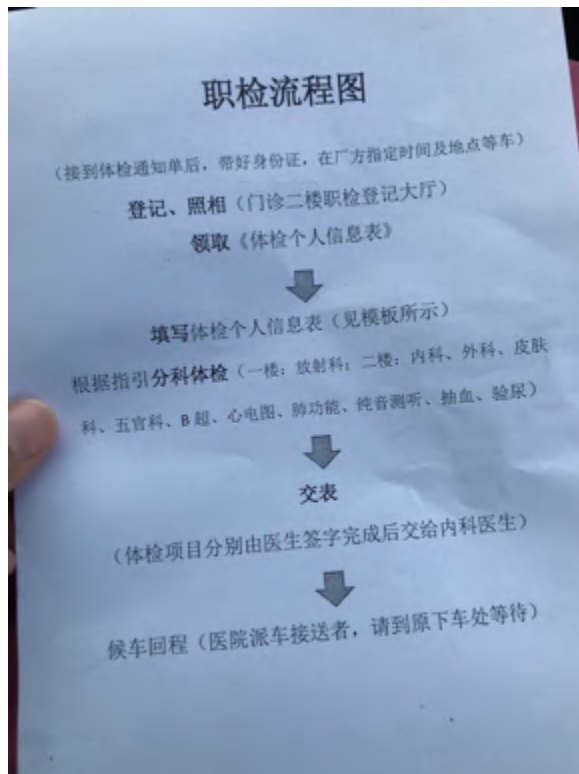 职检流程图
（接到体检通知单后，带好身份证，在厂方指定时间及地点等车）
登记、照相（门诊二楼职检登记大厅）
领取《体检个人信息表》
填写体检个人信息表（见模板所示）
根据指引分科体检（一楼：放射科；二楼：内科、外科、皮肤
科、五官科、B 超、心电图、肺功能、纯音测听、抽血、验尿）
交表
（体检项目分别由医生签字完成后交给内科医生）
候车回程（医院派车接送者，请到原下车处等待）